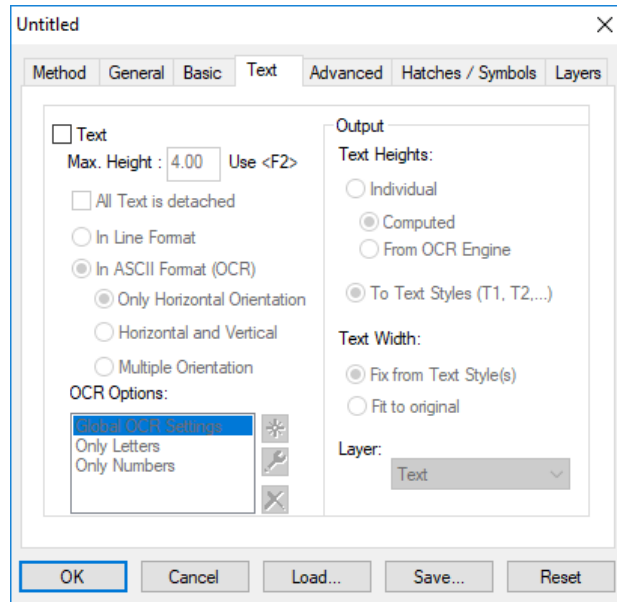 Untitled
Method General Basic Text Advanced Hatches / Symbols Layers
Text
Max. Height : 4.00 Use <F2>
All Text is detached
In Line Format
In ASCII Format (OCR)
Only Horizontal Orientation
Horizontal and Vertical
Multiple Orientation
OCR Options:
Global OCR Settings
Only Letters
Only Numbers
Output
Text Heights:
Individual
Computed
From OCR Engine
To Text Styles (T1, T2,...)
Text Width:
Fix from Text Style(s)
Fit to original
Layer:
Text
OK Cancel Load... Save... Reset